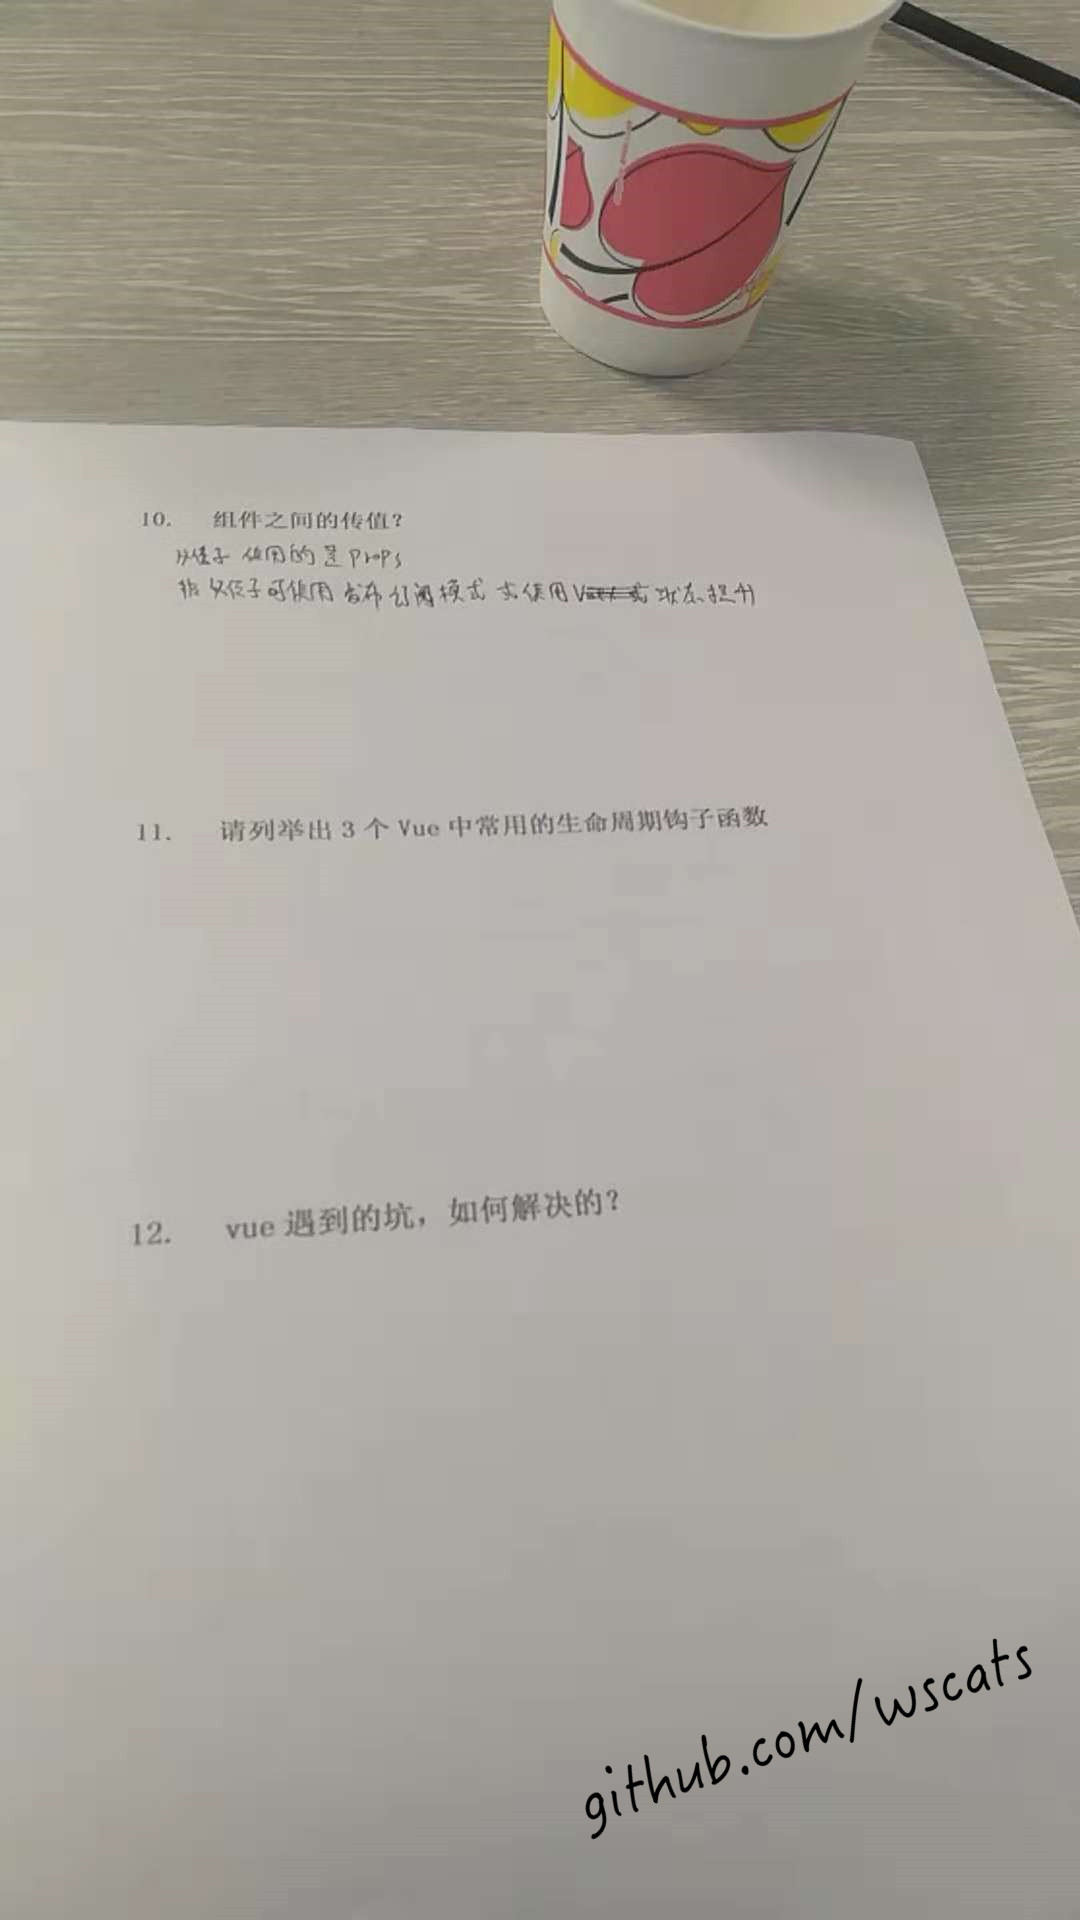 10. 组件之间的传值？
父传子 使用的是 props
非父传子可使用 发布订阅模式 或使用 状态提升
11. 请列举出 3 个 Vue 中常用的生命周期钩子函数
12. vue 遇到的坑，如何解决的？
github.com/wscats